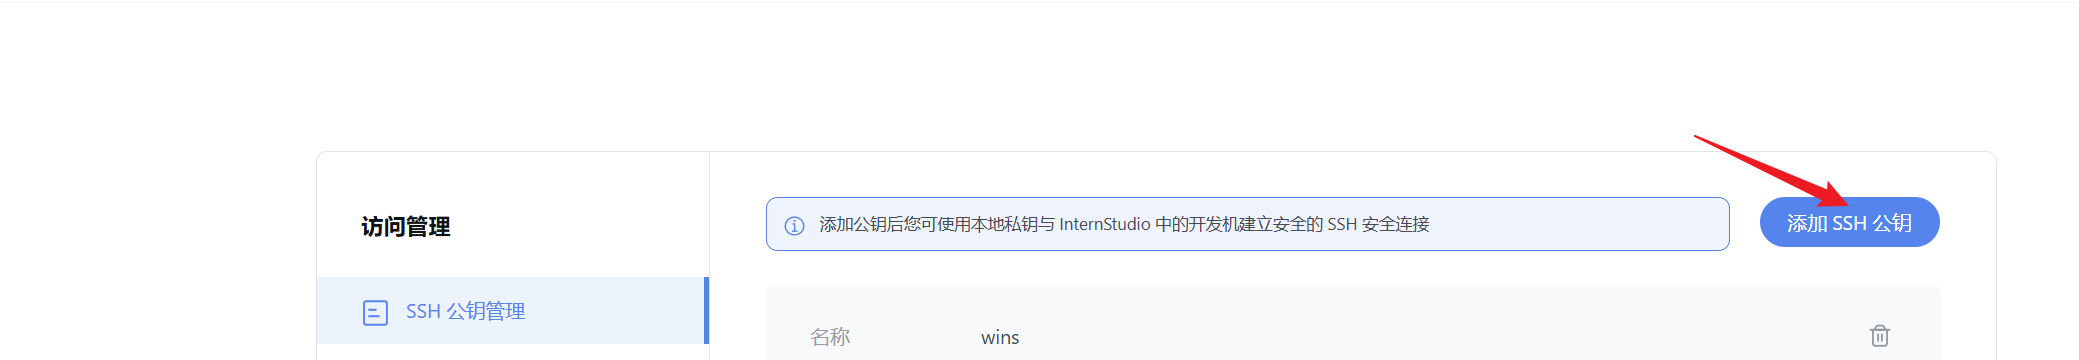 访问管理
添加公钥后您可使用本地私钥与 InternStudio 中的开发机建立安全的 SSH 安全连接
添加 SSH 公钥
SSH 公钥管理
名称
wins